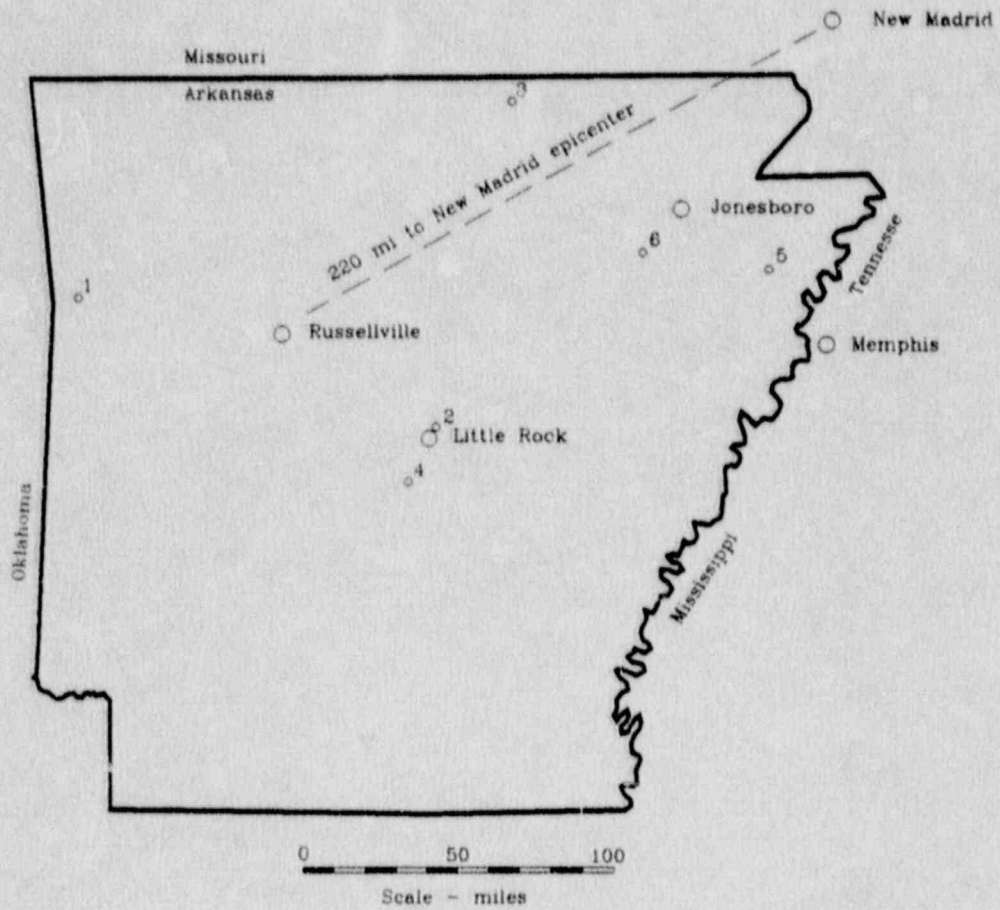 New Madrid
Missouri
Arkansas
3
220 mi to New Madrid epicenter
Jonesboro
6
5
Tennesse
1
Russellville
Memphis
2
Little Rock
4
Oklahoma
Mississippi
0 50 100
Scale - miles